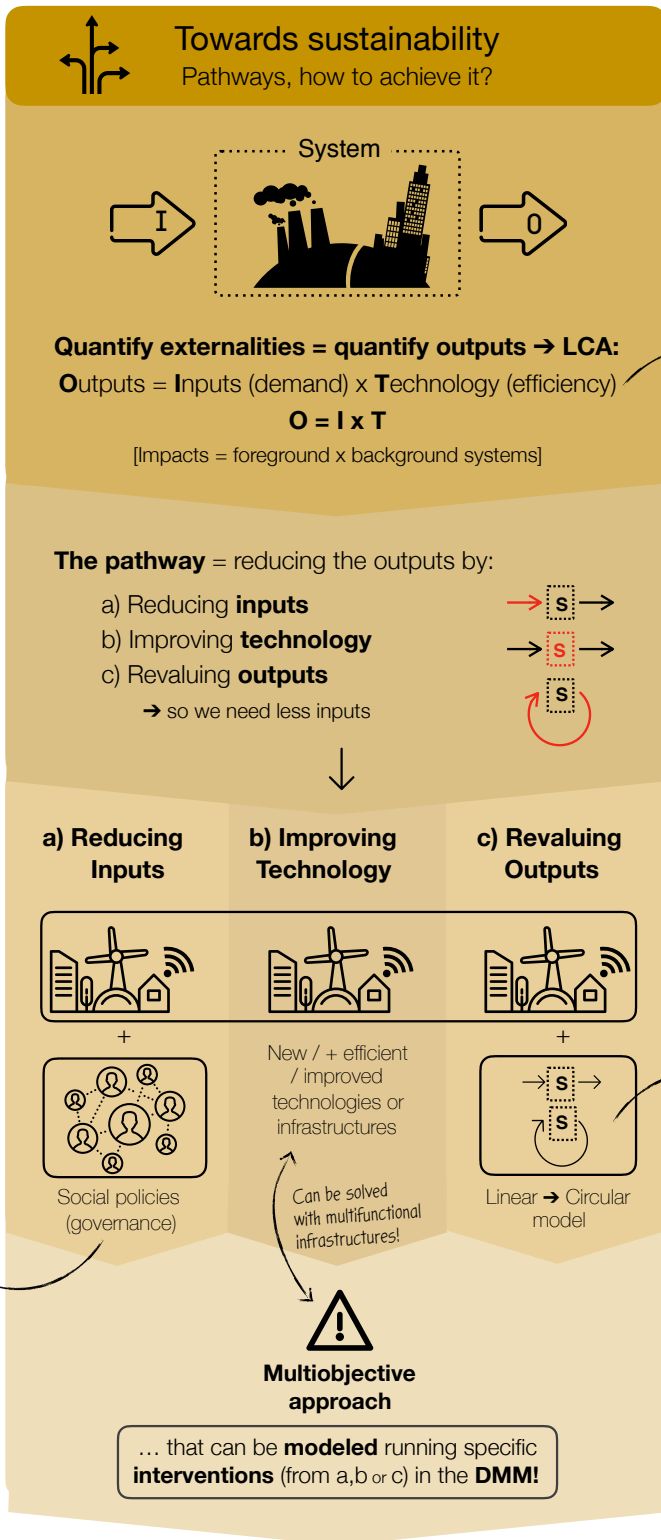 Towards sustainability
Pathways, how to achieve it?
System
I
O
Quantify externalities = quantify outputs ➔ LCA:
Outputs = Inputs (demand) x Technology (efficiency)
O = I x T
[Impacts = foreground x background systems]
The pathway = reducing the outputs by:
a) Reducing inputs
b) Improving technology
c) Revaluing outputs
➔ so we need less inputs
S
S
S
a) Reducing
Inputs
b) Improving
Technology
c) Revaluing
Outputs
+
Social policies
(governance)
New / + efficient
/ improved
technologies or
infrastructures
Can be solved
with multifunctional
infrastructures!
+
S
S
Linear ➔ Circular
model
Multiobjective
approach
… that can be modeled running specific
interventions (from a,b or c) in the DMM!